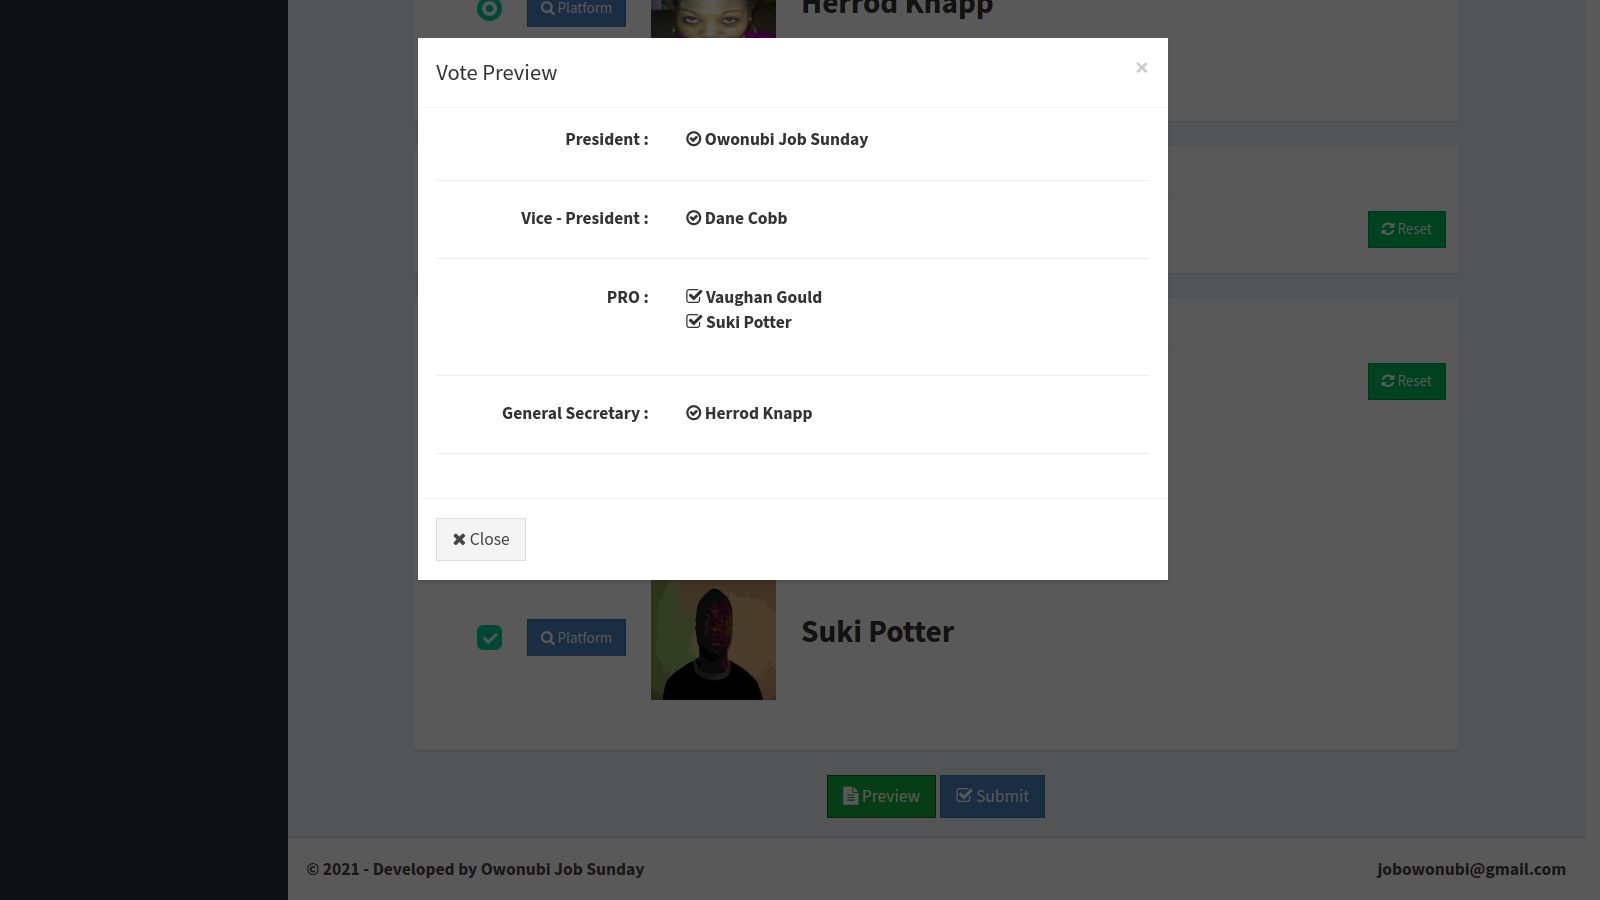 Platform
Herrod Knapp
Vote Preview
×
President :
Owonubi Job Sunday
Vice - President :
Dane Cobb
Reset
PRO :
Vaughan Gould
Suki Potter
Reset
General Secretary :
Herrod Knapp
Close
Platform
Suki Potter
Preview
Submit
© 2021 - Developed by Owonubi Job Sunday
jobowonubi@gmail.com